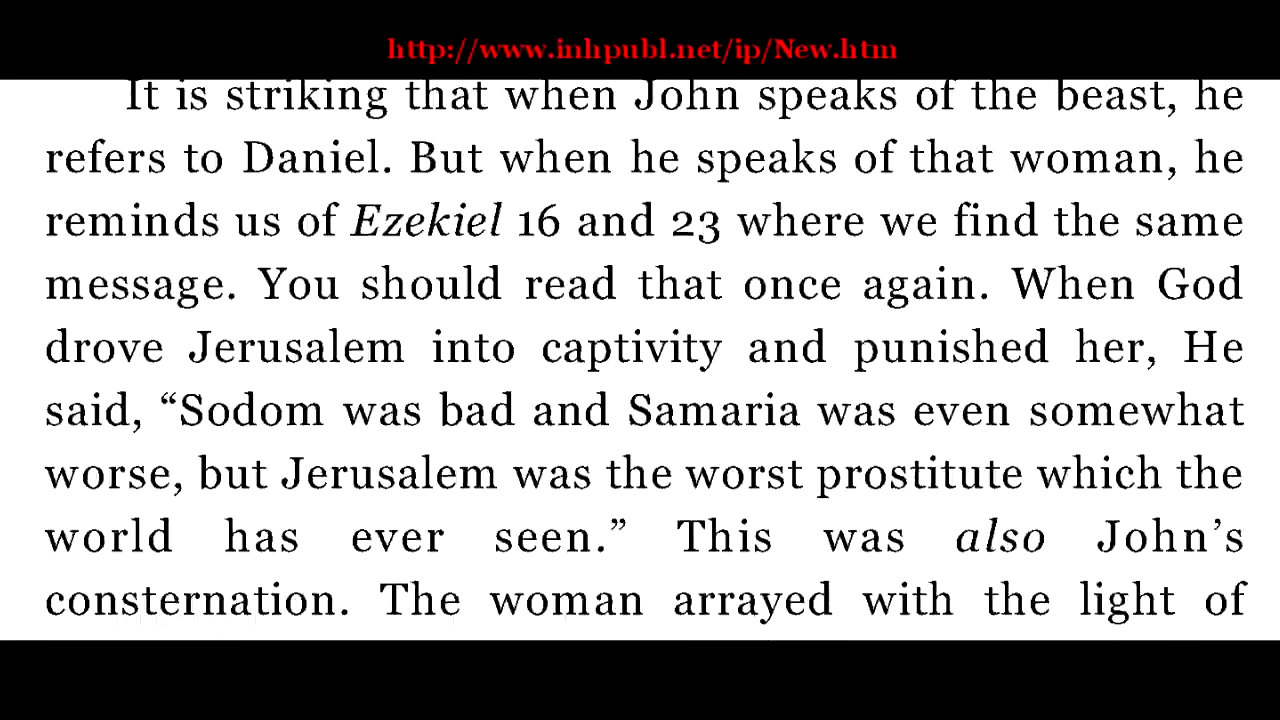 http://www.inhpubl.net/ip/New.htm
It is striking that when John speaks of the beast, he
refers to Daniel. But when he speaks of that woman, he
reminds us of Ezekiel 16 and 23 where we find the same
message. You should read that once again. When God
drove Jerusalem into captivity and punished her, He
said, “Sodom was bad and Samaria was even somewhat
worse, but Jerusalem was the worst prostitute which the
world has ever seen.” This was also John’s
consternation. The woman arrayed with the light of